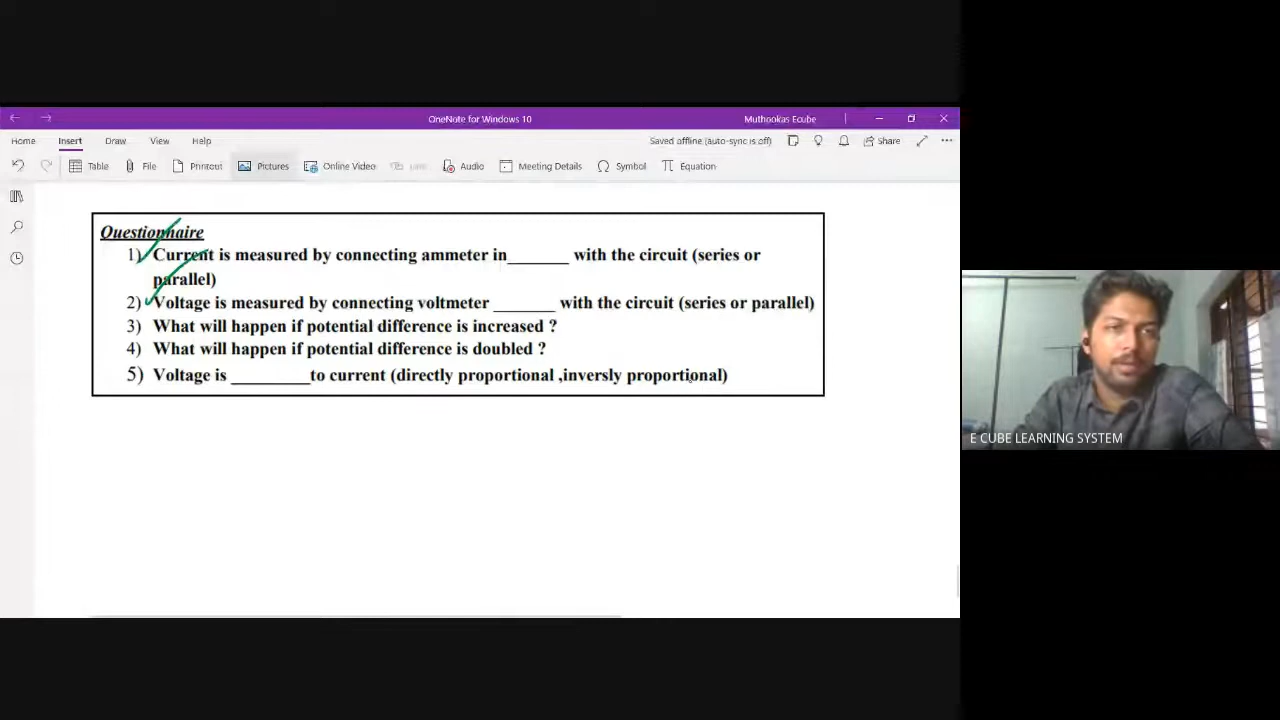 OneNote for Windows 10
Muthookas Ecube
Home Insert Draw View Help
Saved offline (auto-sync is off)
Share
Table File Printout Pictures Online Video Audio Meeting Details Symbol Equation
Questionnaire
1) Current is measured by connecting ammeter in_______ with the circuit (series or
parallel)
2) Voltage is measured by connecting voltmeter _______ with the circuit (series or parallel)
3) What will happen if potential difference is increased ?
4) What will happen if potential difference is doubled ?
5) Voltage is _________to current (directly proportional ,inversly proportional)
E CUBE LEARNING SYSTEM